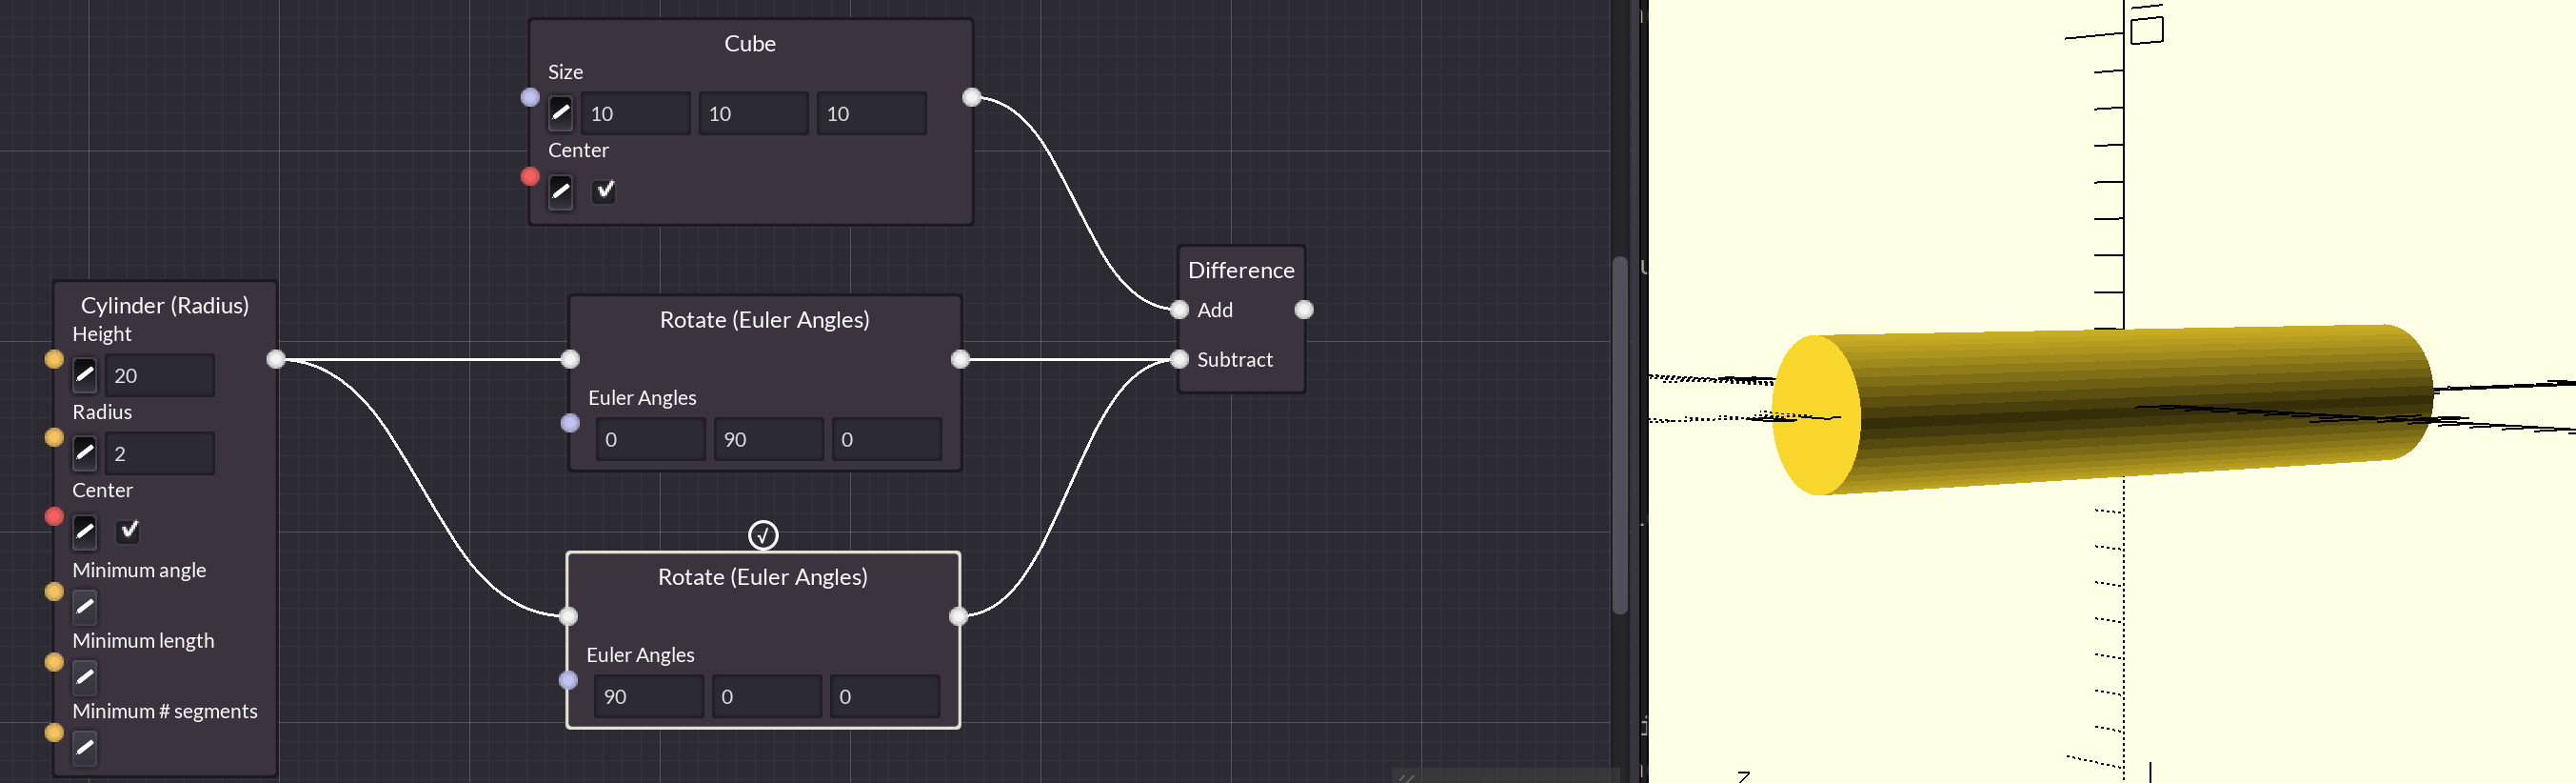 Cube
Size
10 10 10
Center
Difference
Add
Subtract
Cylinder (Radius)
Height
20
Radius
2
Center
Minimum angle
Minimum length
Minimum # segments
Rotate (Euler Angles)
Euler Angles
0 90 0
√
Rotate (Euler Angles)
Euler Angles
90 0 0